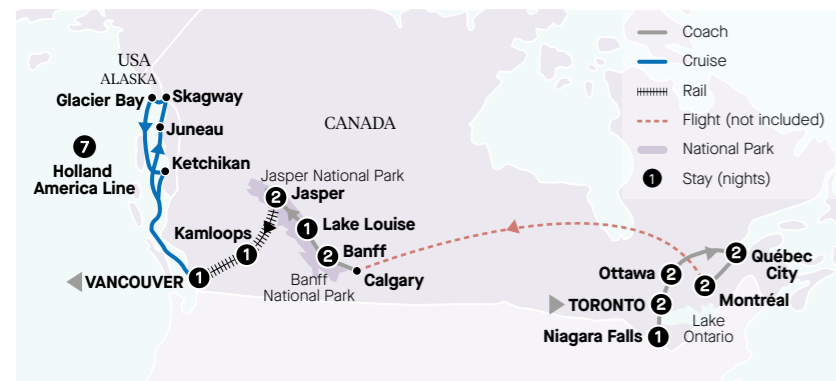 USA
ALASKA
Glacier Bay
Skagway
Juneau
Ketchikan
7
Holland
America Line
CANADA
Jasper National Park
2
Jasper
1
Lake Louise
Kamloops
1
2
Banff
Banff
National Park
Calgary
VANCOUVER
1
Coach
Cruise
Rail
Flight (not included)
National Park
1
Stay (nights)
2
Québec
City
Ottawa
2
2
Montréal
TORONTO
2
Lake
Ontario
Niagara Falls
1